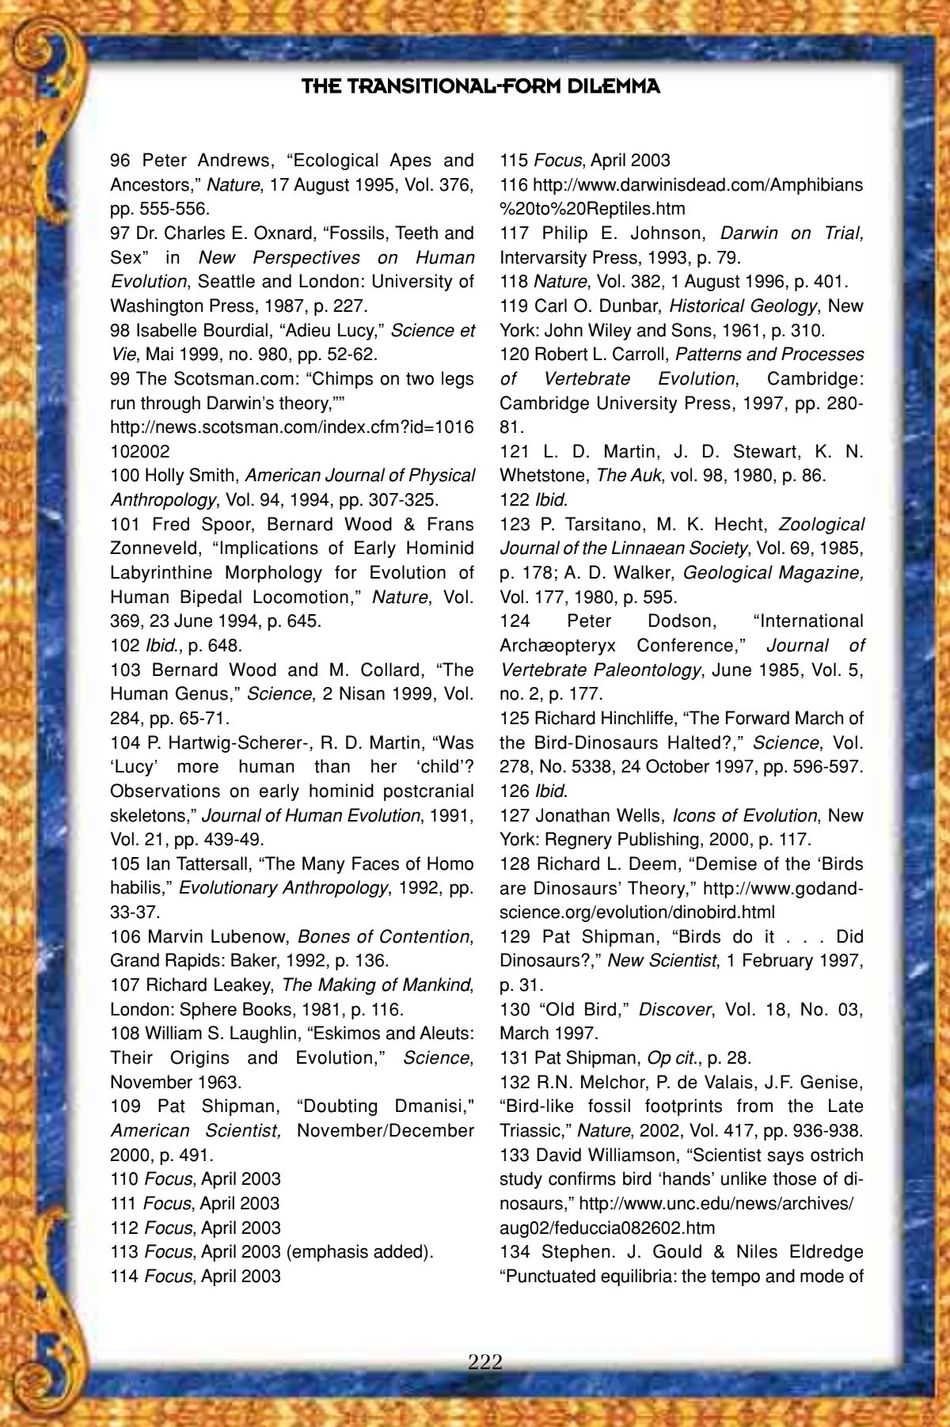 THE TRANSITIONAL-FORM DILEMMA
96 Peter Andrews, “Ecological Apes and
Ancestors,” Nature, 17 August 1995, Vol. 376,
pp. 555-556.
97 Dr. Charles E. Oxnard, “Fossils, Teeth and
Sex” in New Perspectives on Human
Evolution, Seattle and London: University of
Washington Press, 1987, p. 227.
98 Isabelle Bourdial, “Adieu Lucy,” Science et
Vie, Mai 1999, no. 980, pp. 52-62.
99 The Scotsman.com: “Chimps on two legs
run through Darwin’s theory,””
http://news.scotsman.com/index.cfm?id=1016
102002
100 Holly Smith, American Journal of Physical
Anthropology, Vol. 94, 1994, pp. 307-325.
101 Fred Spoor, Bernard Wood & Frans
Zonneveld, “Implications of Early Hominid
Labyrinthine Morphology for Evolution of
Human Bipedal Locomotion,” Nature, Vol.
369, 23 June 1994, p. 645.
102 Ibid., p. 648.
103 Bernard Wood and M. Collard, “The
Human Genus,” Science, 2 Nisan 1999, Vol.
284, pp. 65-71.
104 P. Hartwig-Scherer-, R. D. Martin, “Was
‘Lucy’ more human than her ‘child’?
Observations on early hominid postcranial
skeletons,” Journal of Human Evolution, 1991,
Vol. 21, pp. 439-49.
105 Ian Tattersall, “The Many Faces of Homo
habilis,” Evolutionary Anthropology, 1992, pp.
33-37.
106 Marvin Lubenow, Bones of Contention,
Grand Rapids: Baker, 1992, p. 136.
107 Richard Leakey, The Making of Mankind,
London: Sphere Books, 1981, p. 116.
108 William S. Laughlin, “Eskimos and Aleuts:
Their Origins and Evolution,” Science,
November 1963.
109 Pat Shipman, “Doubting Dmanisi,"
American Scientist, November/December
2000, p. 491.
110 Focus, April 2003
111 Focus, April 2003
112 Focus, April 2003
113 Focus, April 2003 (emphasis added).
114 Focus, April 2003
115 Focus, April 2003
116 http://www.darwinisdead.com/Amphibians
%20to%20Reptiles.htm
117 Philip E. Johnson, Darwin on Trial,
Intervarsity Press, 1993, p. 79.
118 Nature, Vol. 382, 1 August 1996, p. 401.
119 Carl O. Dunbar, Historical Geology, New
York: John Wiley and Sons, 1961, p. 310.
120 Robert L. Carroll, Patterns and Processes
of Vertebrate Evolution, Cambridge:
Cambridge University Press, 1997, pp. 280-
81.
121 L. D. Martin, J. D. Stewart, K. N.
Whetstone, The Auk, vol. 98, 1980, p. 86.
122 Ibid.
123 P. Tarsitano, M. K. Hecht, Zoological
Journal of the Linnaean Society, Vol. 69, 1985,
p. 178; A. D. Walker, Geological Magazine,
Vol. 177, 1980, p. 595.
124 Peter Dodson, “International
Archæopteryx Conference,” Journal of
Vertebrate Paleontology, June 1985, Vol. 5,
no. 2, p. 177.
125 Richard Hinchliffe, “The Forward March of
the Bird-Dinosaurs Halted?,” Science, Vol.
278, No. 5338, 24 October 1997, pp. 596-597.
126 Ibid.
127 Jonathan Wells, Icons of Evolution, New
York: Regnery Publishing, 2000, p. 117.
128 Richard L. Deem, “Demise of the ‘Birds
are Dinosaurs’ Theory,” http://www.godand-
science.org/evolution/dinobird.html
129 Pat Shipman, “Birds do it . . . Did
Dinosaurs?,” New Scientist, 1 February 1997,
p. 31.
130 “Old Bird,” Discover, Vol. 18, No. 03,
March 1997.
131 Pat Shipman, Op cit., p. 28.
132 R.N. Melchor, P. de Valais, J.F. Genise,
“Bird-like fossil footprints from the Late
Triassic,” Nature, 2002, Vol. 417, pp. 936-938.
133 David Williamson, “Scientist says ostrich
study confirms bird ‘hands’ unlike those of di-
nosaurs,” http://www.unc.edu/news/archives/
aug02/feduccia082602.htm
134 Stephen. J. Gould & Niles Eldredge
“Punctuated equilibria: the tempo and mode of
222